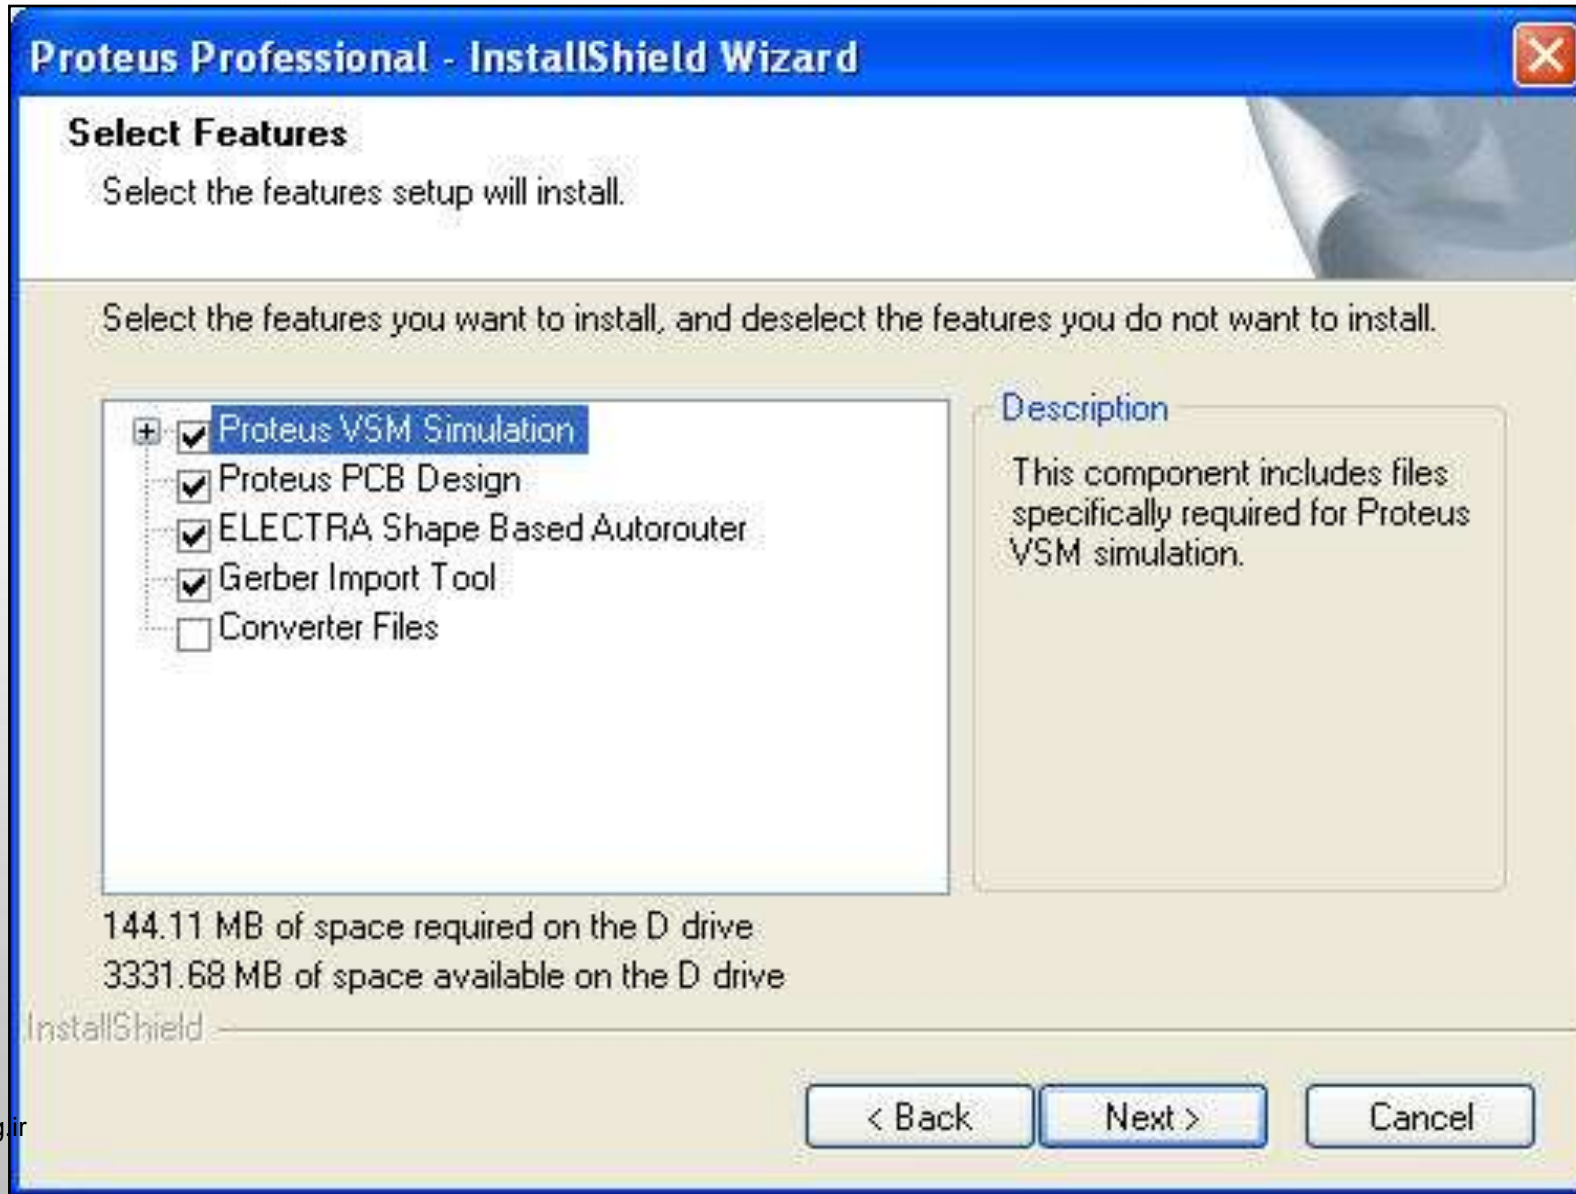 Proteus Professional - InstallShield Wizard
Select Features
Select the features setup will install.
Select the features you want to install, and deselect the features you do not want to install.
Proteus VSM Simulation
Proteus PCB Design
ELECTRA Shape Based Autorouter
Gerber Import Tool
Converter Files
Description
This component includes files
specifically required for Proteus
VSM simulation.
144.11 MB of space required on the D drive
3331.68 MB of space available on the D drive
InstallShield
< Back
Next >
Cancel